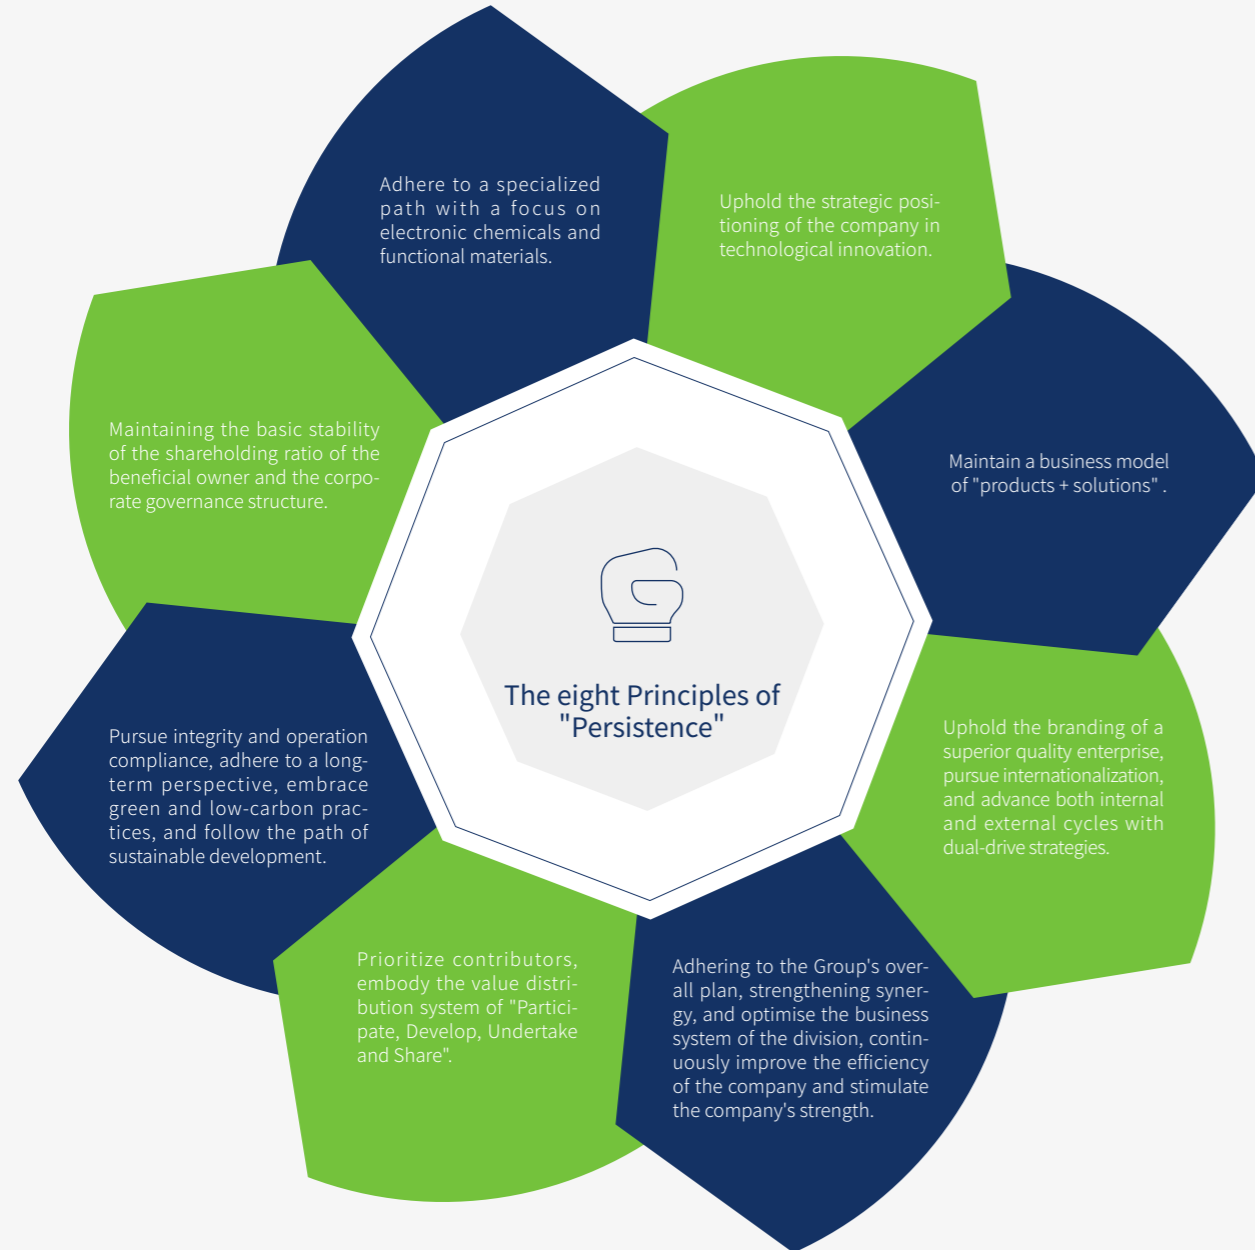 Adhere to a specialized
path with a focus on
electronic chemicals and
functional materials.
Uphold the strategic posi-
tioning of the company in
technological innovation.
Maintain a business model
of "products + solutions" .
Uphold the branding of a
superior quality enterprise,
pursue internationalization,
and advance both internal
and external cycles with
dual-drive strategies.
Adhering to the Group's over-
all plan, strengthening syner-
gy, and optimise the business
system of the division, contin-
uously improve the efficiency
of the company and stimulate
the company's strength.
Prioritize contributors,
embody the value distri-
bution system of "Partici-
pate, Develop, Undertake
and Share".
Pursue integrity and operation
compliance, adhere to a long-
term perspective, embrace
green and low-carbon prac-
tices, and follow the path of
sustainable development.
Maintaining the basic stability
of the shareholding ratio of the
beneficial owner and the corpo-
rate governance structure.
The eight Principles of
"Persistence"